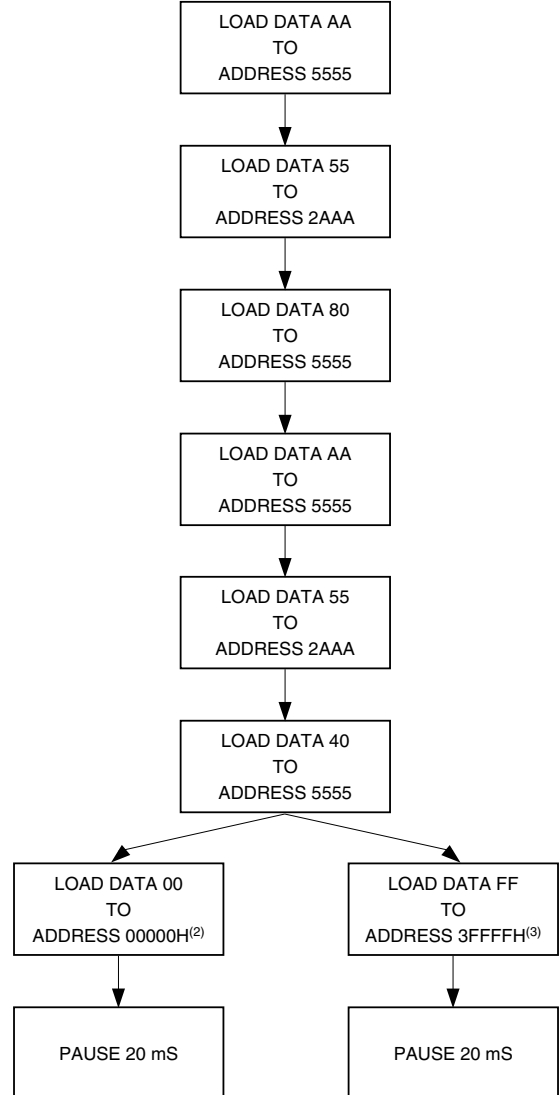 LOAD DATA AA
TO
ADDRESS 5555
LOAD DATA 55
TO
ADDRESS 2AAA
LOAD DATA 80
TO
ADDRESS 5555
LOAD DATA AA
TO
ADDRESS 5555
LOAD DATA 55
TO
ADDRESS 2AAA
LOAD DATA 40
TO
ADDRESS 5555
LOAD DATA 00
TO
ADDRESS 00000H(2)
LOAD DATA FF
TO
ADDRESS 3FFFFH(3)
PAUSE 20 mS
PAUSE 20 mS